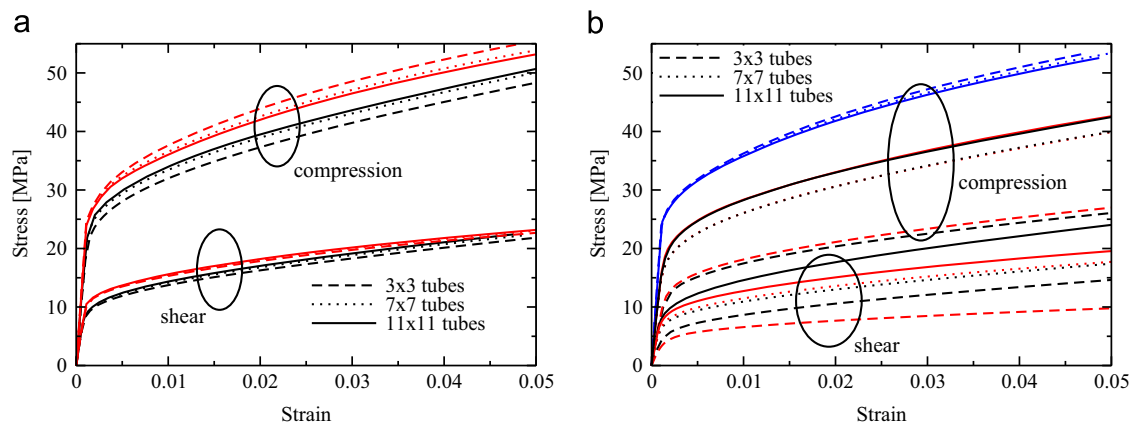 a
50
40
30
20
10
0
Stress [MPa]
compression
shear
3x3 tubes
7x7 tubes
11x11 tubes
0
0.01
0.02
0.03
0.04
0.05
Strain
b
50
40
30
20
10
0
Stress [MPa]
3x3 tubes
7x7 tubes
11x11 tubes
compression
shear
0
0.01
0.02
0.03
0.04
0.05
Strain